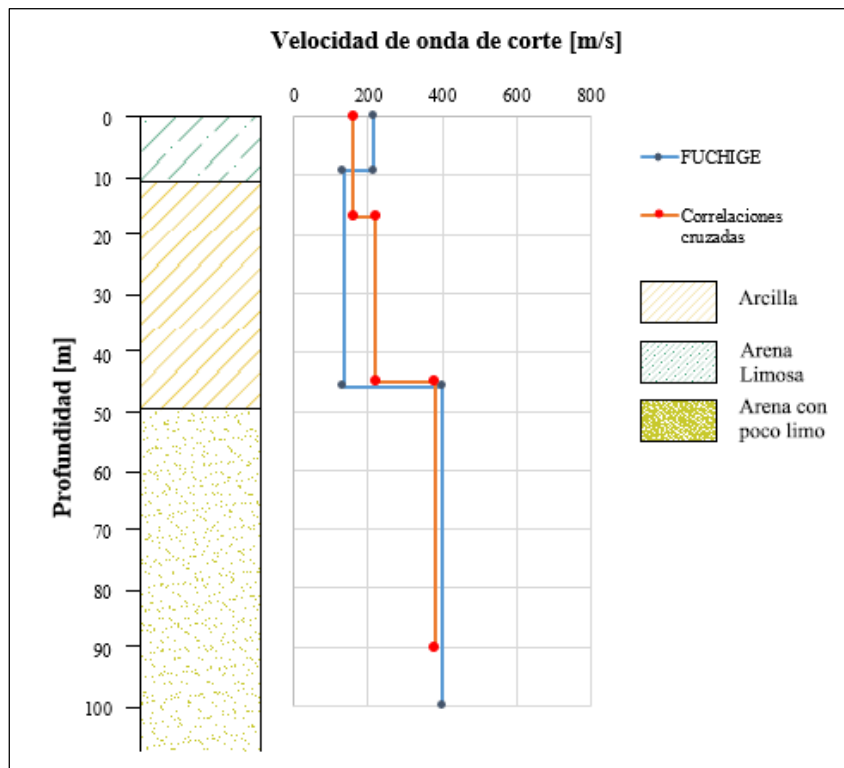 Velocidad de onda de corte [m/s]
0 200 400 600 800
0
10
20
30
40
50
60
70
80
90
100
Profundidad [m]
FUCHIGE
Correlaciones
cruzadas
Arcilla
Arena
Limosa
Arena con
poco limo